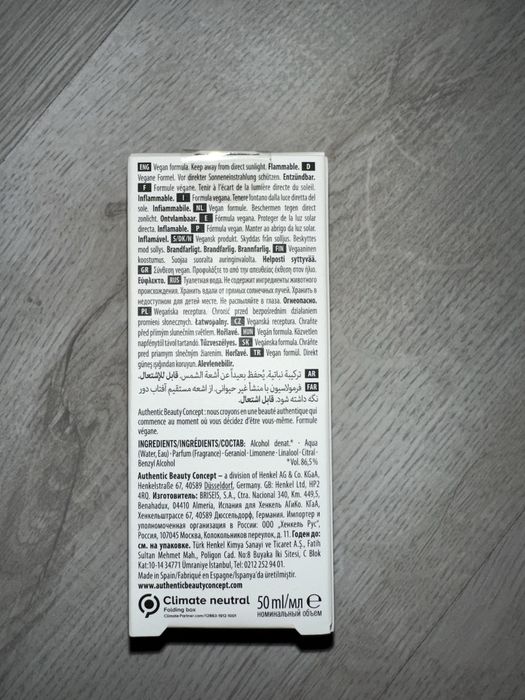 ENG Vegan formula. Keep away from direct sunlight. Flammable. D
Vegane Formel. Vor direkter Sonneneinstrahlung schützen. Entzündbar.
F Formule végane. Tenir à l'écart de la lumière directe du soleil.
Inflammable. I Formula vegana. Tenere lontano dalla luce diretta del
sole. Infiammabile. NL Vegan formule. Beschermen tegen direct
zonlicht. Ontvlambaar. E Fórmula vegana. Proteger de la luz solar
directa. Inflamable. P Fórmula vegan. Manter ao abrigo da luz solar.
Inflamável. S/DK/N Vegansk produkt. Skyddas från solljus. Beskyttes
mod sollys. Brandfarligt. Brandfarlig. Brannfarlig. FIN Vegaaninen
koostumus. Suojaa suoralta auringinvalolta. Helposti syttyvää.
GR Σύνθεση vegan. Προφυλάξτε το από την απευθείας έκθεση στον ήλιο.
Εύφλεκτο. RUS Туалетная вода. Не содержит ингредиенты животного
происхождения. Хранить вдали от прямых солнечных лучей. Хранить в
недоступном для детей месте. Не распыляйте в глаза. Огнеопасно.
PL Wegańska receptura. Chronić przed bezpośrednim działaniem
promieni słonecznych. Łatwopalny. CZ Veganská receptura. Chraňte
před přímým slunečním světlem. Hořlavé. HUN Vegán formula. Közvetlen
napfénytől távol tartandó. Tűzveszélyes. SK Vegánska formula. Chráňte
pred priamym slnečným žiarením. Horľavé. TR Vegan formül. Direkt
güneş ışığından koruyun. Alevlenebilir.
AR تركيبة نباتية. يُحفظ بعيداً عن أشعة الشمس. قابل للإشتعال.
FAR فرمولاسیون با منشأ غیر حیوانی. از اشعه مستقیم آفتاب دور
نگه داشته شود. قابل اشتعال.
Authentic Beauty Concept : nous croyons en une beauté authentique qui
commence au moment où vous décidez d'être vous-même. Formule
végane.
INGREDIENTS/INGRÉDIENTS/СОСТАВ: Alcohol denat.* · Aqua
(Water, Eau) · Parfum (Fragrance) · Geraniol · Limonene · Linalool · Citral ·
Benzyl Alcohol *Vol. 86,5%
Authentic Beauty Concept – a division of Henkel AG & Co. KGaA,
Henkelstraße 67, 40589 Düsseldorf, Germany. GB: Henkel Ltd, HP2
4RQ. Изготовитель: BRISEIS, S.A., Ctra. Nacional 340, Km. 449,5,
Benahadux, 04410 Almería, Испания для Хенкель АГиКо. КГаА,
Хенкельштрассе 67, 40589 Дюссельдорф, Германия. Импортер и
уполномоченная организация в России: ООО „Хенкель Рус",
Россия, 107045 Москва, Колокольников переулок, д. 11. Годен до:
см. на упаковке. Türk Henkel Kimya Sanayi ve Ticaret A.Ş., Fatih
Sultan Mehmet Mah., Poligon Cad. No:8 Buyaka İki Sitesi, C Blok
Kat:10-14 34771 Ümraniye İstanbul, Tel: 0212 252 94 01.
Made in Spain/Fabriqué en Espagne/İspanya'da üretilmiştir.
www.authenticbeautyconcept.com
Climate neutral
Folding box
ClimatePartner.com/12863-1912-1001
50 ml/мл ℮
номинальный объем